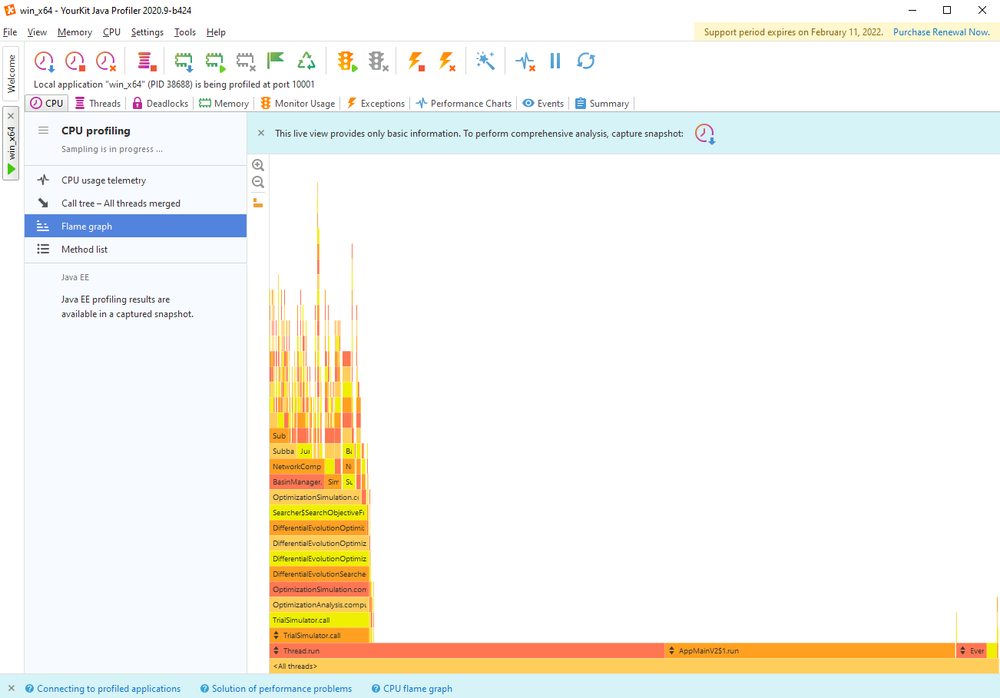 win_x64 - YourKit Java Profiler 2020.9-b424
File View Memory CPU Settings Tools Help
Support period expires on February 11, 2022. Purchase Renewal Now.
Welcome
win_x64
Local application "win_x64" (PID 38688) is being profiled at port 10001
CPU Threads Deadlocks Memory Monitor Usage Exceptions Performance Charts Events Summary
CPU profiling
Sampling is in progress ...
This live view provides only basic information. To perform comprehensive analysis, capture snapshot:
CPU usage telemetry
Call tree – All threads merged
Flame graph
Method list
Java EE
Java EE profiling results are
available in a captured snapshot.
Sub
Subba Jur Ba
NetworkComp N
BasinManager. Sim Su
OptimizationSimulation.co
Searcher$SearchObjectiveFu
DifferentialEvolutionOptimiz
DifferentialEvolutionOptimiz
DifferentialEvolutionOptimiz
DifferentialEvolutionSearche
OptimizationSimulation.com
OptimizationAnalysis.compu
TrialSimulator.call
TrialSimulator.call
Thread.run AppMainV2$1.run Ever
<All threads>
Connecting to profiled applications Solution of performance problems CPU flame graph